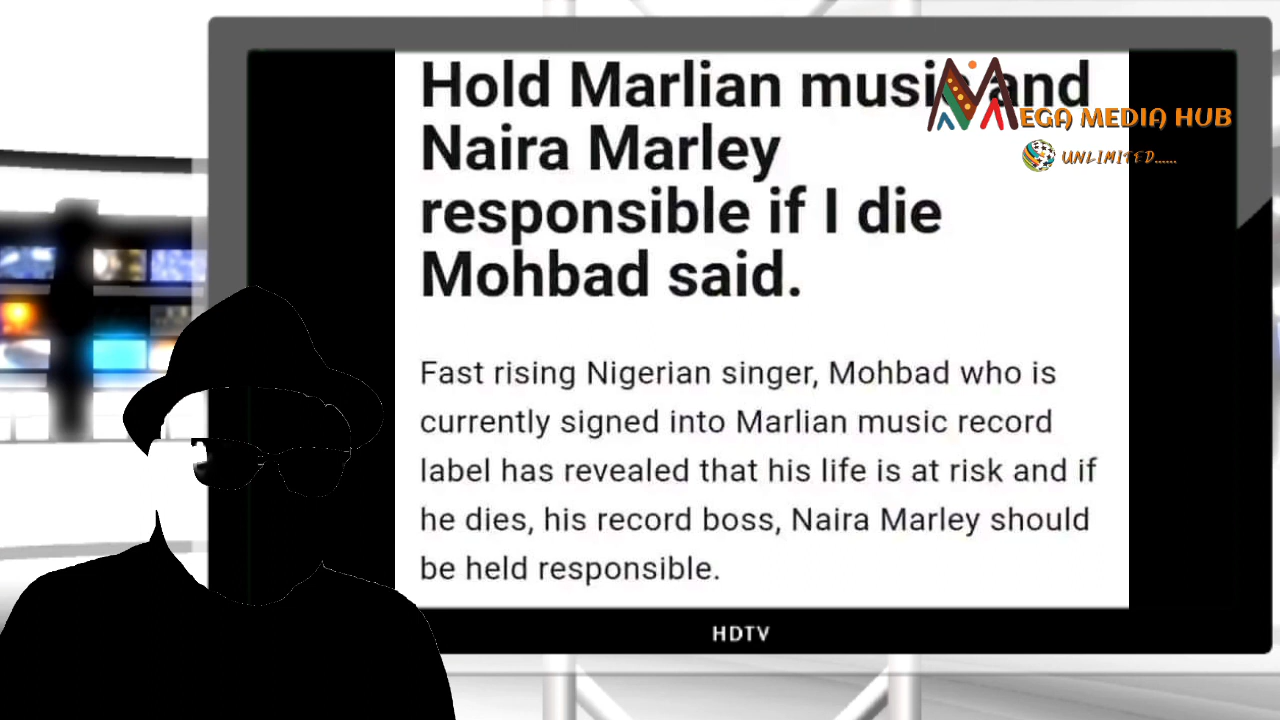 Hold Marlian music and
Naira Marley
responsible if I die
Mohbad said.
MEGA MEDIA HUB
UNLIMITED......
Fast rising Nigerian singer, Mohbad who is
currently signed into Marlian music record
label has revealed that his life is at risk and if
he dies, his record boss, Naira Marley should
be held responsible.
HDTV